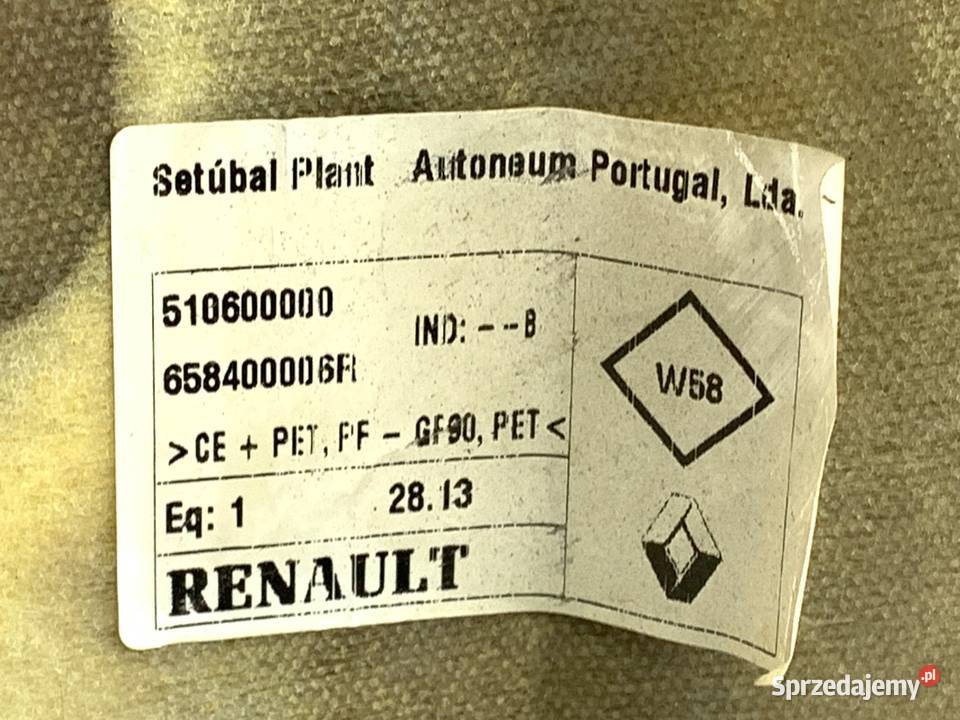 Setúbal Plant Autoneum Portugal, Lda.
510600000
IND: - - B
658400006R
>CE + PET, PF - GF90, PET<
Eq: 1 28.13
RENAULT
W58
Sprzedajemy.pl